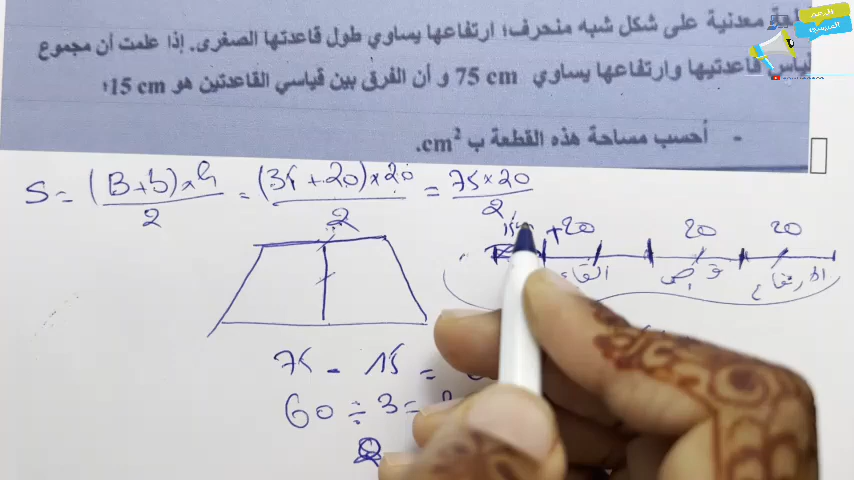 معدنية على شكل شبه منحرف؛ ارتفاعها يساوي طول قاعدتها الصغرى. إذا علمت أن مجموع
قاعدتيها وارتفاعها يساوي 75 cm و أن الفرق بين قياسي القاعدتين هو 15 cm؛
- أحسب مساحة هذه القطعة ب cm².
S = (B+b)×h / 2 = (35+20)×20 / 2 = 75×20 / 2
15 +20 20 20
القا ق ص الارتفاع
75 - 15 =
60 ÷ 3 =